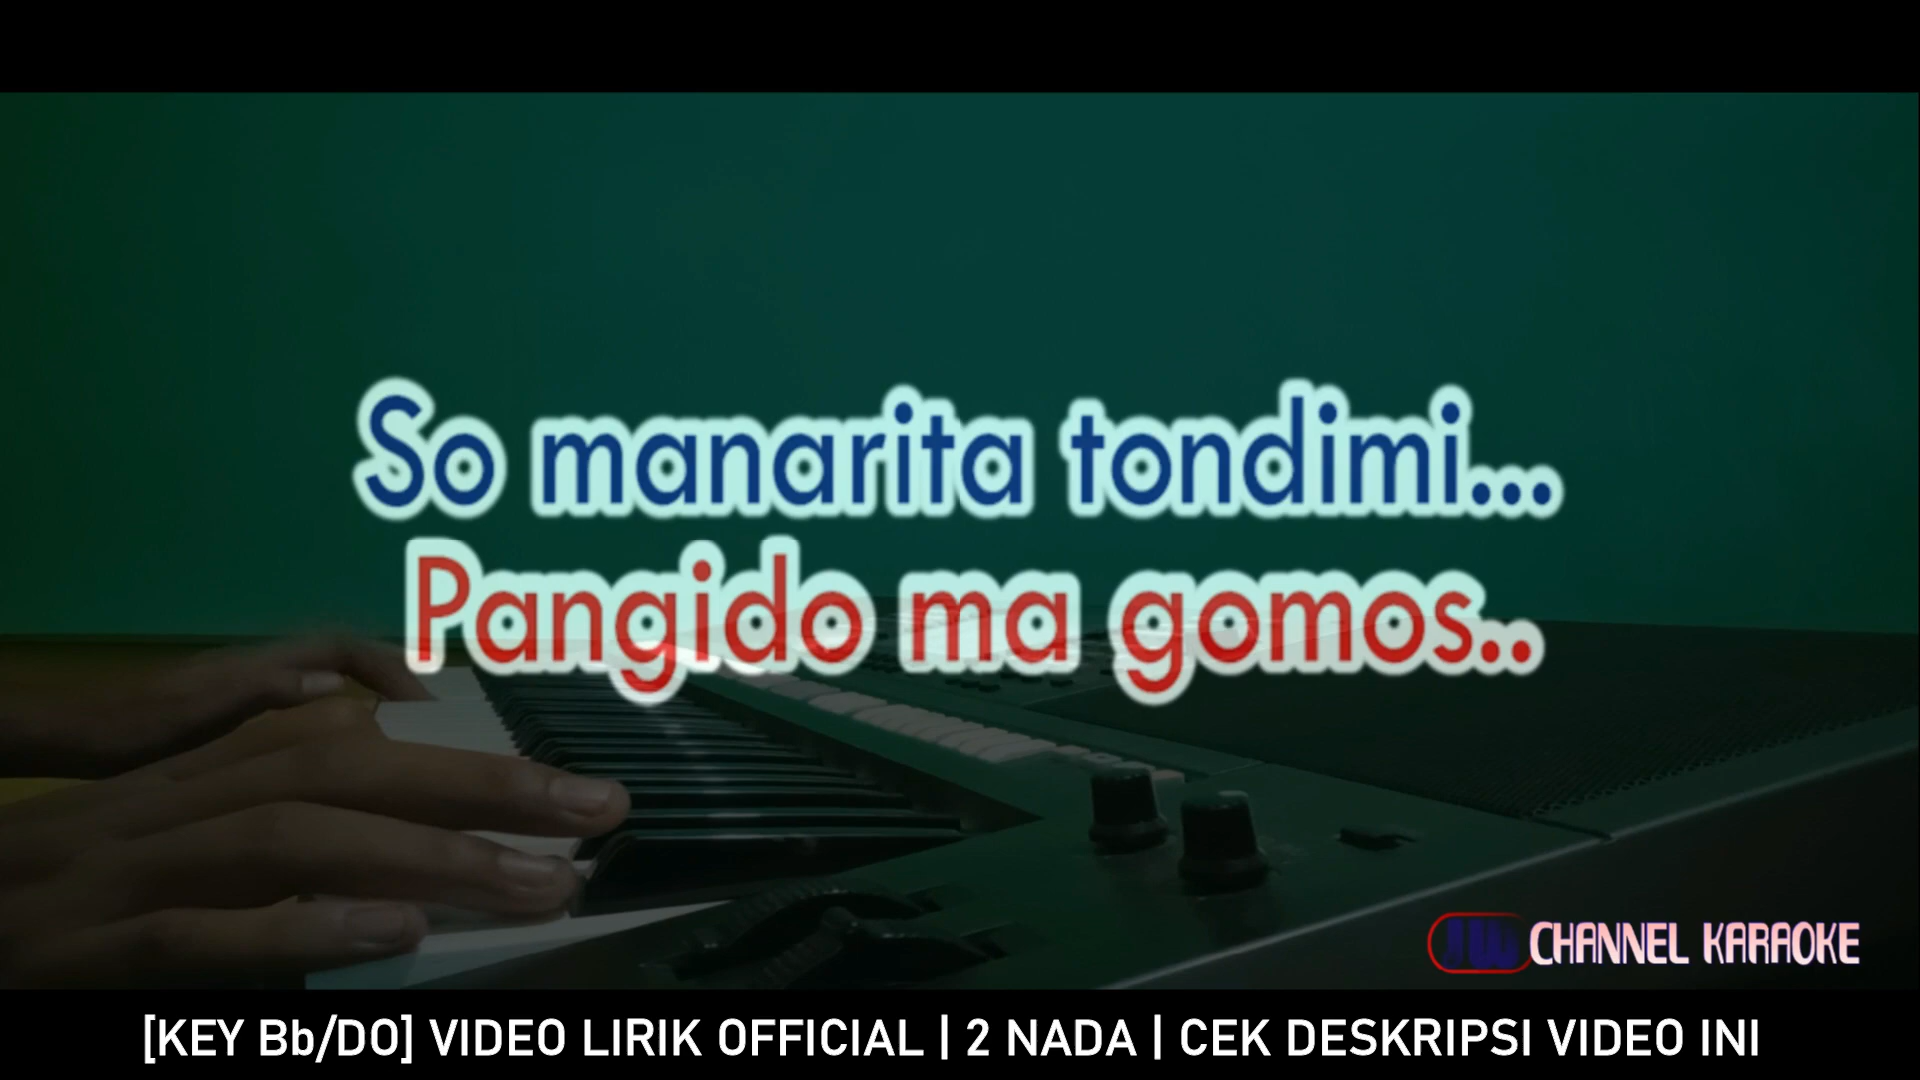 So manarita tondimi...
Pangido ma gomos..
JW CHANNEL KARAOKE
[KEY Bb/DO] VIDEO LIRIK OFFICIAL | 2 NADA | CEK DESKRIPSI VIDEO INI